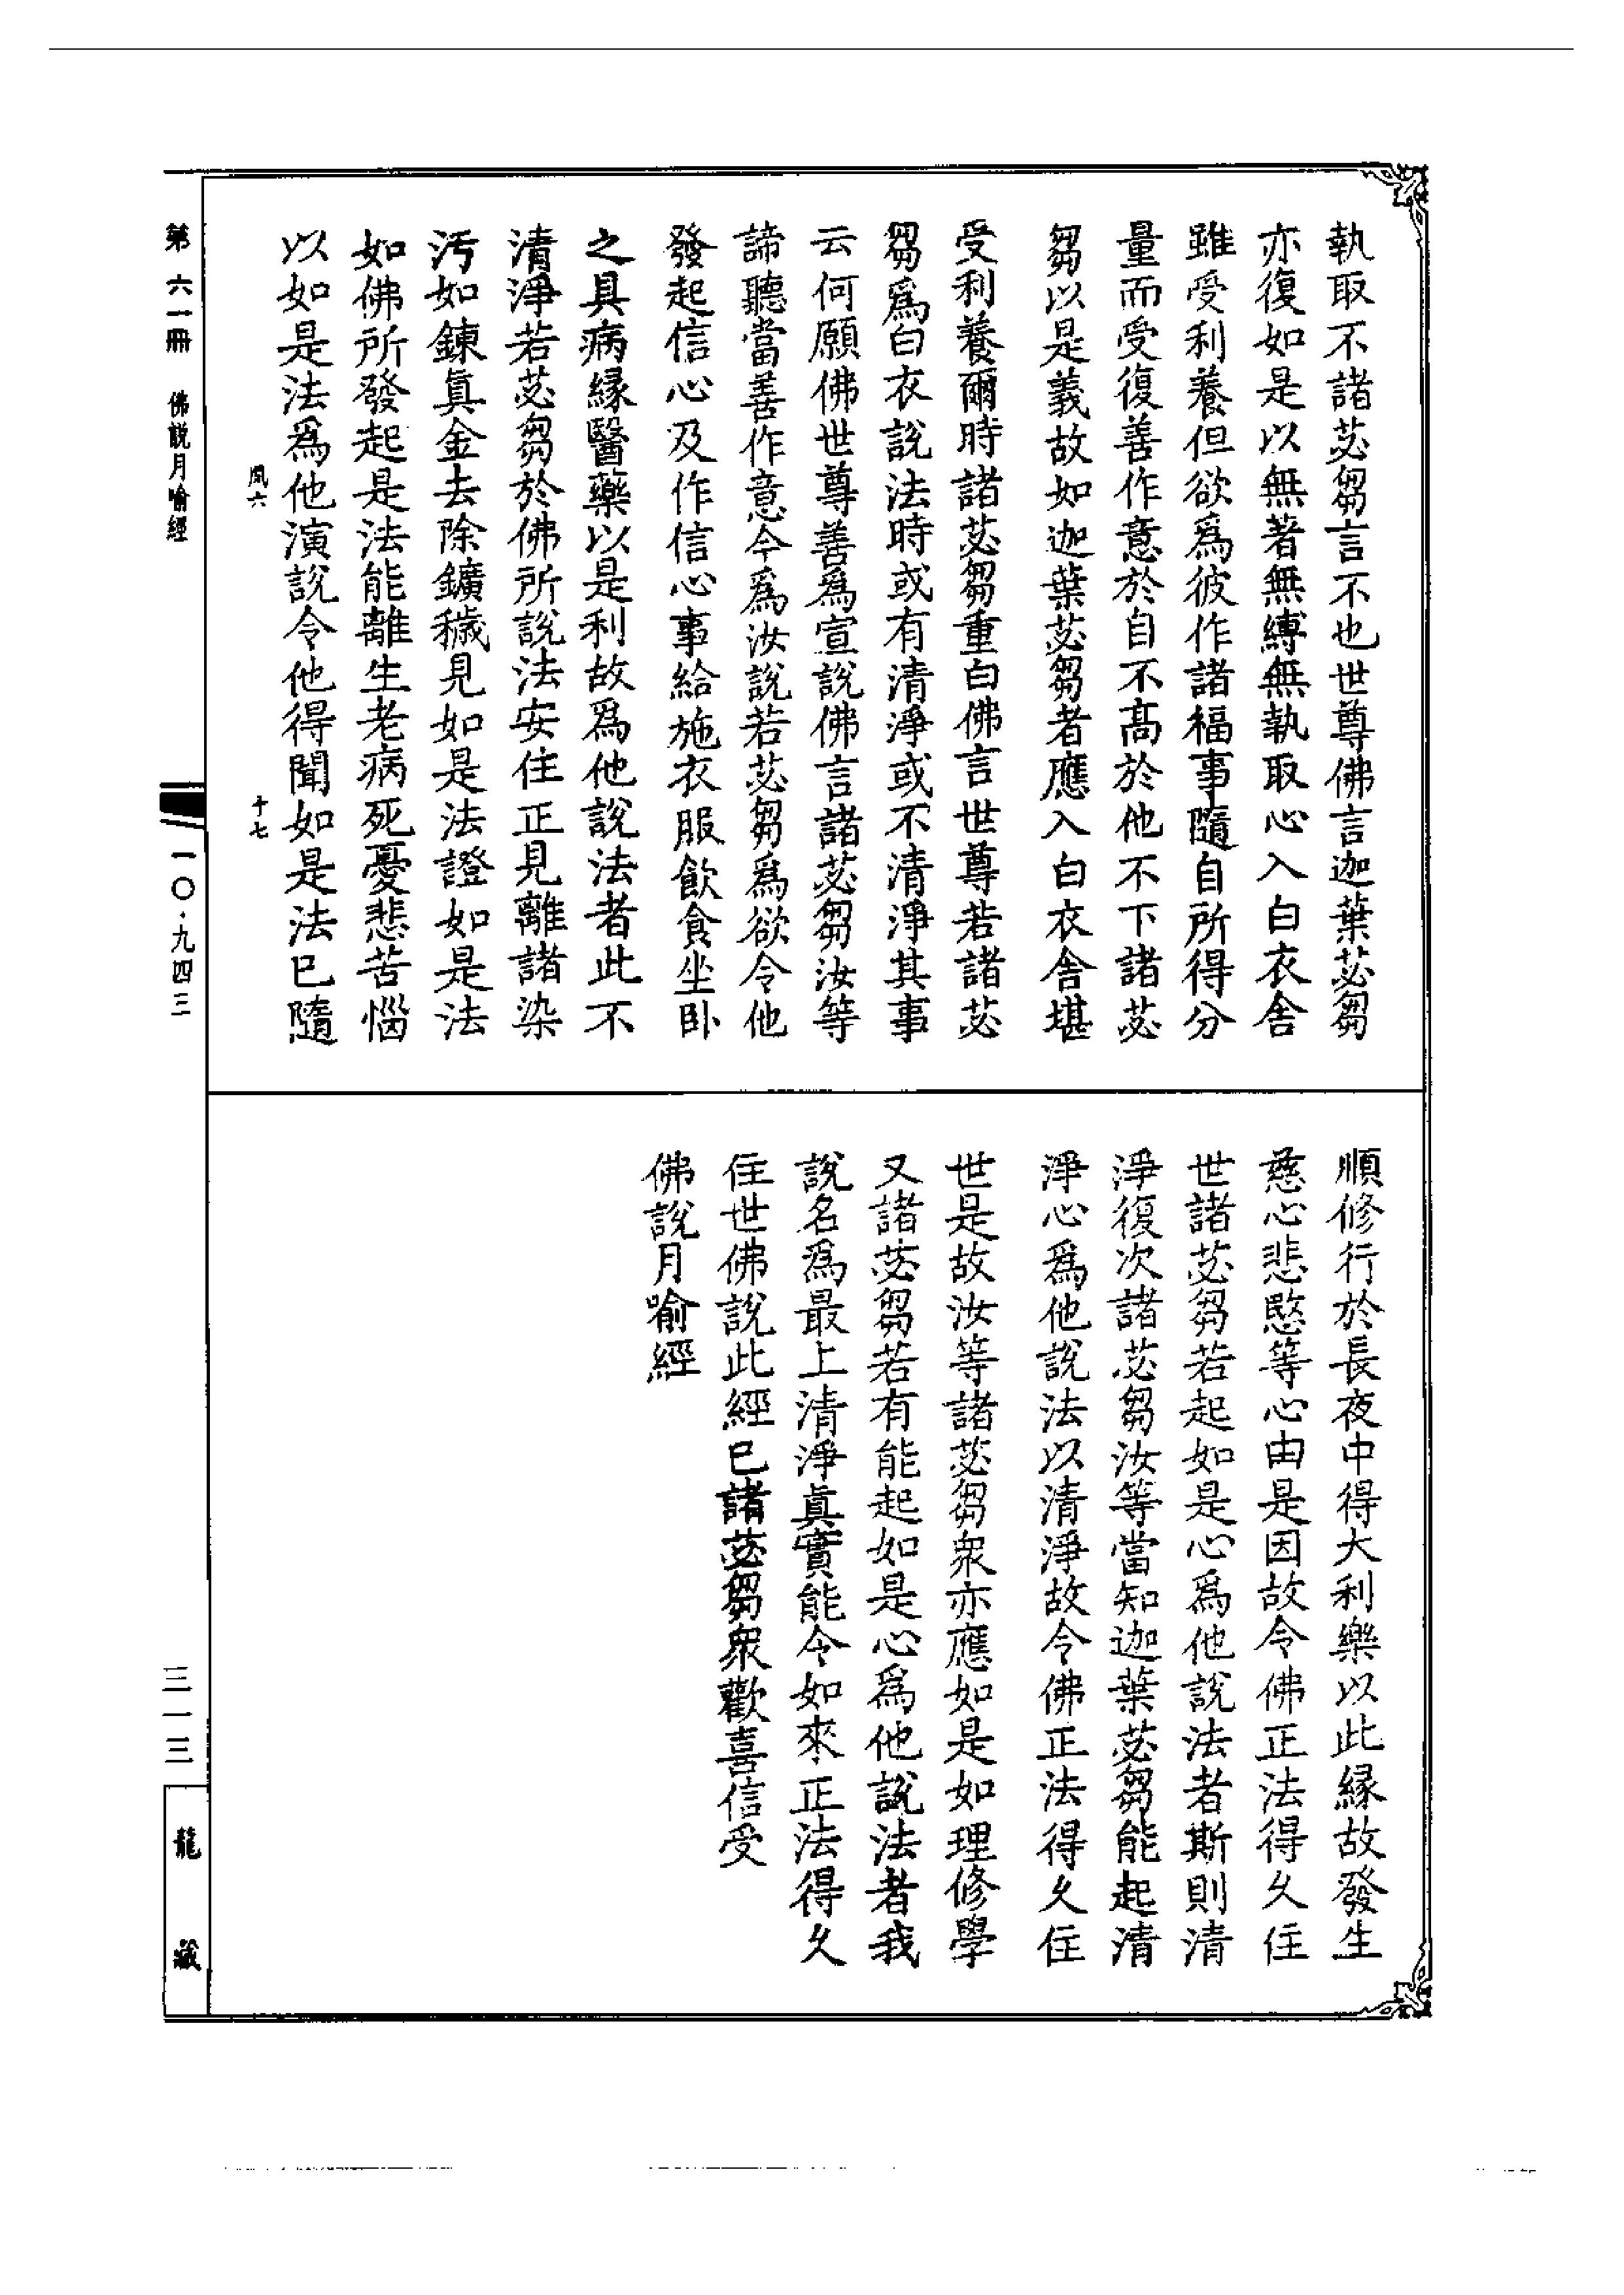 執取不諸苾芻言不也世尊佛言迦葉苾芻
亦復如是以無著無縛無執取心入白衣舍
雖受利養但欲爲彼作諸福事隨自所得分
量而受復善作意於自不高於他不下諸苾
芻以是義故如迦葉苾芻者應入白衣舍堪
受利養爾時諸苾芻重白佛言世尊若諸苾
芻爲白衣說法時或有清淨或不清淨其事
云何願佛世尊善爲宣說佛言諸苾芻汝等
諦聽當善作意今爲汝說若苾芻爲欲令他
發起信心及作信心事給施衣服飲食坐臥
之具病緣醫藥以是利故爲他說法者此不
清淨若苾芻於佛所說法安住正見離諸染
污如鍊真金去除鑛穢見如是法證如是法
如佛所發起是法能離生老病死憂悲苦惱
以如是法爲他演說令他得聞如是法已隨
鳳六
十七
順修行於長夜中得大利樂以此緣故發生
慈心悲愍等心由是因故令佛正法得久住
世諸苾芻若起如是心爲他說法者斯則清
淨復次諸苾芻汝等當知迦葉苾芻能起清
淨心爲他說法以清淨故令佛正法得久住
世是故汝等諸苾芻衆亦應如是如理修學
又諸苾芻若有能起如是心爲他說法者我
說名爲最上清淨真實能令如來正法得久
住世佛說此經已諸苾芻衆歡喜信受
佛說月喻經
第六一冊
佛說月喻經
一〇·九四三
三一三
龍藏